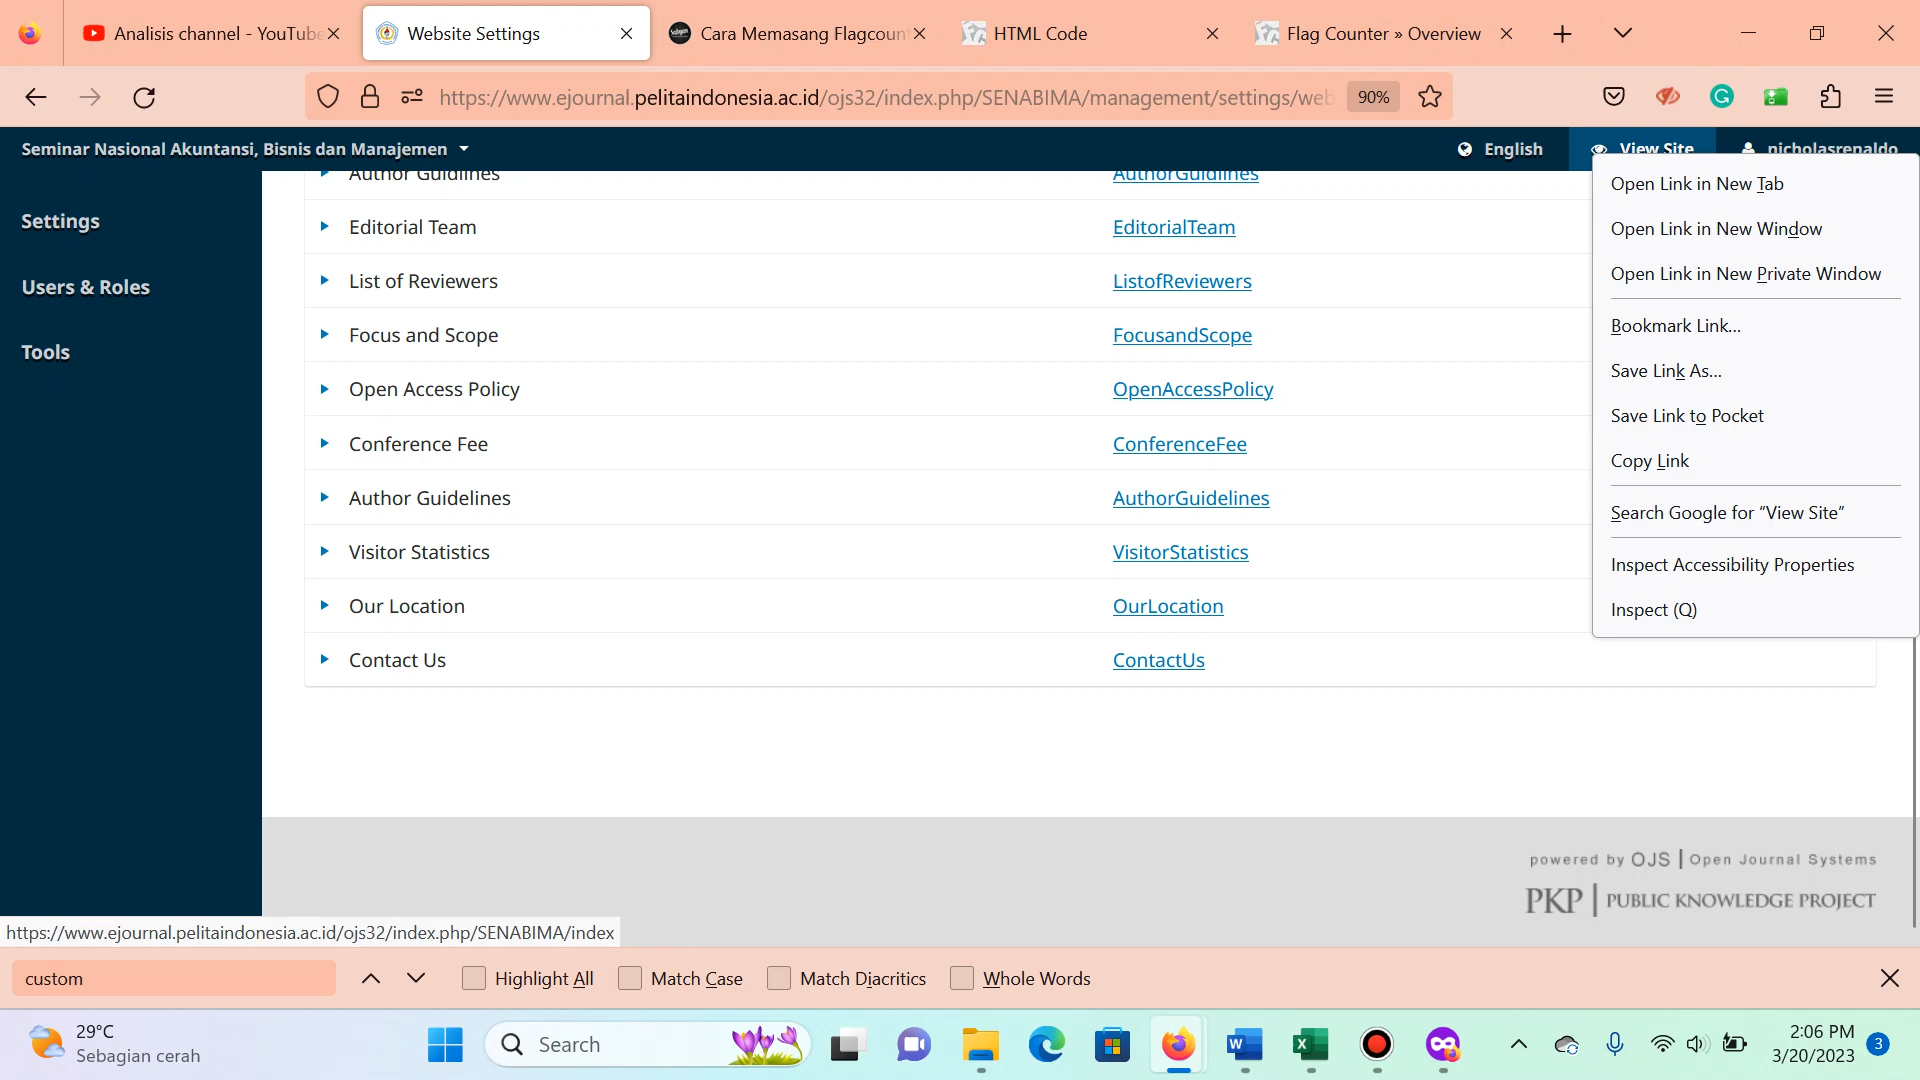 Analisis channel - YouTube
Website Settings
Cara Memasang Flagcoun
HTML Code
Flag Counter » Overview
https://www.ejournal.pelitaindonesia.ac.id/ojs32/index.php/SENABIMA/management/settings/web
90%
Seminar Nasional Akuntansi, Bisnis dan Manajemen
English
View Site
nicholasrenaldo
Settings
Users & Roles
Tools
Author Guidlines
AuthorGuidlines
Editorial Team
EditorialTeam
List of Reviewers
ListofReviewers
Focus and Scope
FocusandScope
Open Access Policy
OpenAccessPolicy
Conference Fee
ConferenceFee
Author Guidelines
AuthorGuidelines
Visitor Statistics
VisitorStatistics
Our Location
OurLocation
Contact Us
ContactUs
Open Link in New Tab
Open Link in New Window
Open Link in New Private Window
Bookmark Link...
Save Link As...
Save Link to Pocket
Copy Link
Search Google for “View Site”
Inspect Accessibility Properties
Inspect (Q)
powered by OJS | Open Journal Systems
PKP | PUBLIC KNOWLEDGE PROJECT
https://www.ejournal.pelitaindonesia.ac.id/ojs32/index.php/SENABIMA/index
custom
Highlight All
Match Case
Match Diacritics
Whole Words
29°C
Sebagian cerah
Search
2:06 PM
3/20/2023
3